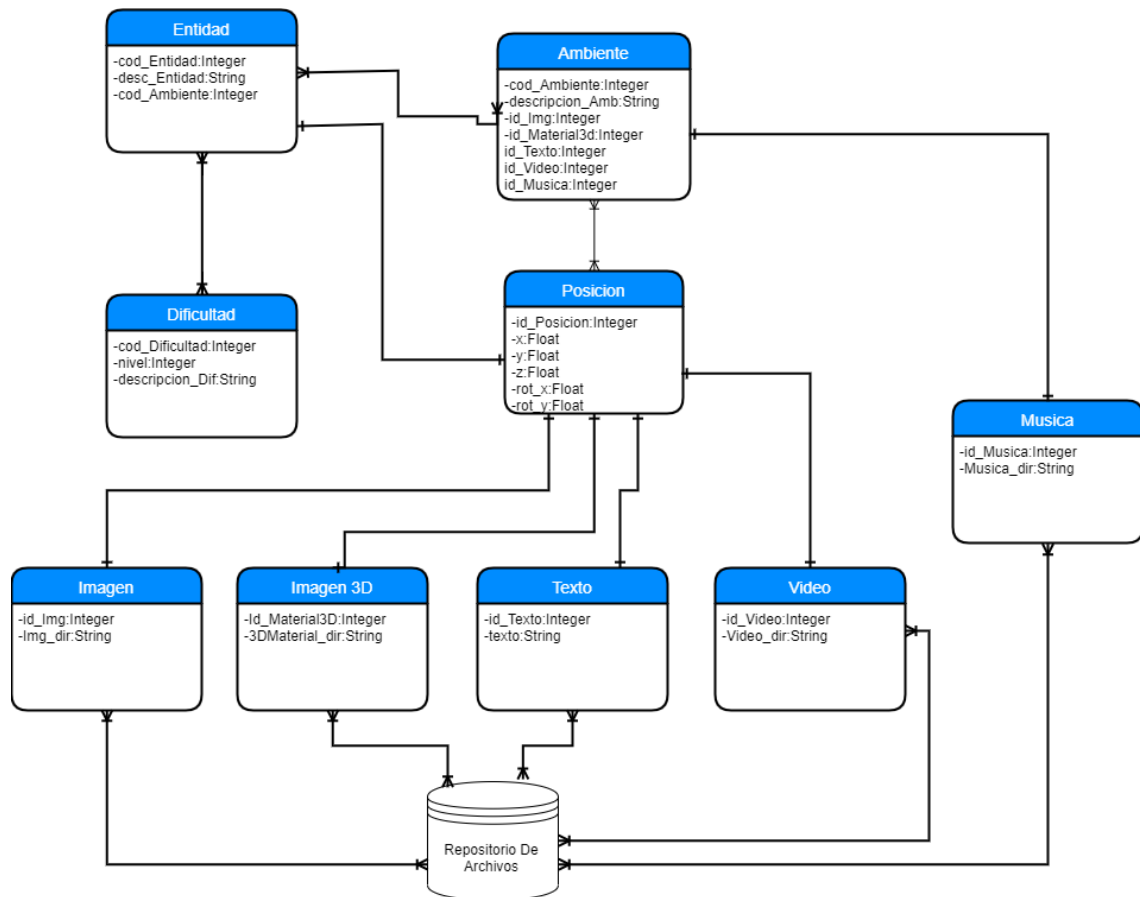 Entidad
-cod_Entidad:Integer
-desc_Entidad:String
-cod_Ambiente:Integer
Ambiente
-cod_Ambiente:Integer
-descripcion_Amb:String
-id_Img:Integer
-id_Material3d:Integer
id_Texto:Integer
id_Video:Integer
id_Musica:Integer
Dificultad
-cod_Dificultad:Integer
-nivel:Integer
-descripcion_Dif:String
Posicion
-id_Posicion:Integer
-x:Float
-y:Float
-z:Float
-rot_x:Float
-rot_y:Float
Musica
-id_Musica:Integer
-Musica_dir:String
Imagen
-id_Img:Integer
-Img_dir:String
Imagen 3D
-Id_Material3D:Integer
-3DMaterial_dir:String
Texto
-id_Texto:Integer
-texto:String
Video
-id_Video:Integer
-Video_dir:String
Repositorio De
Archivos